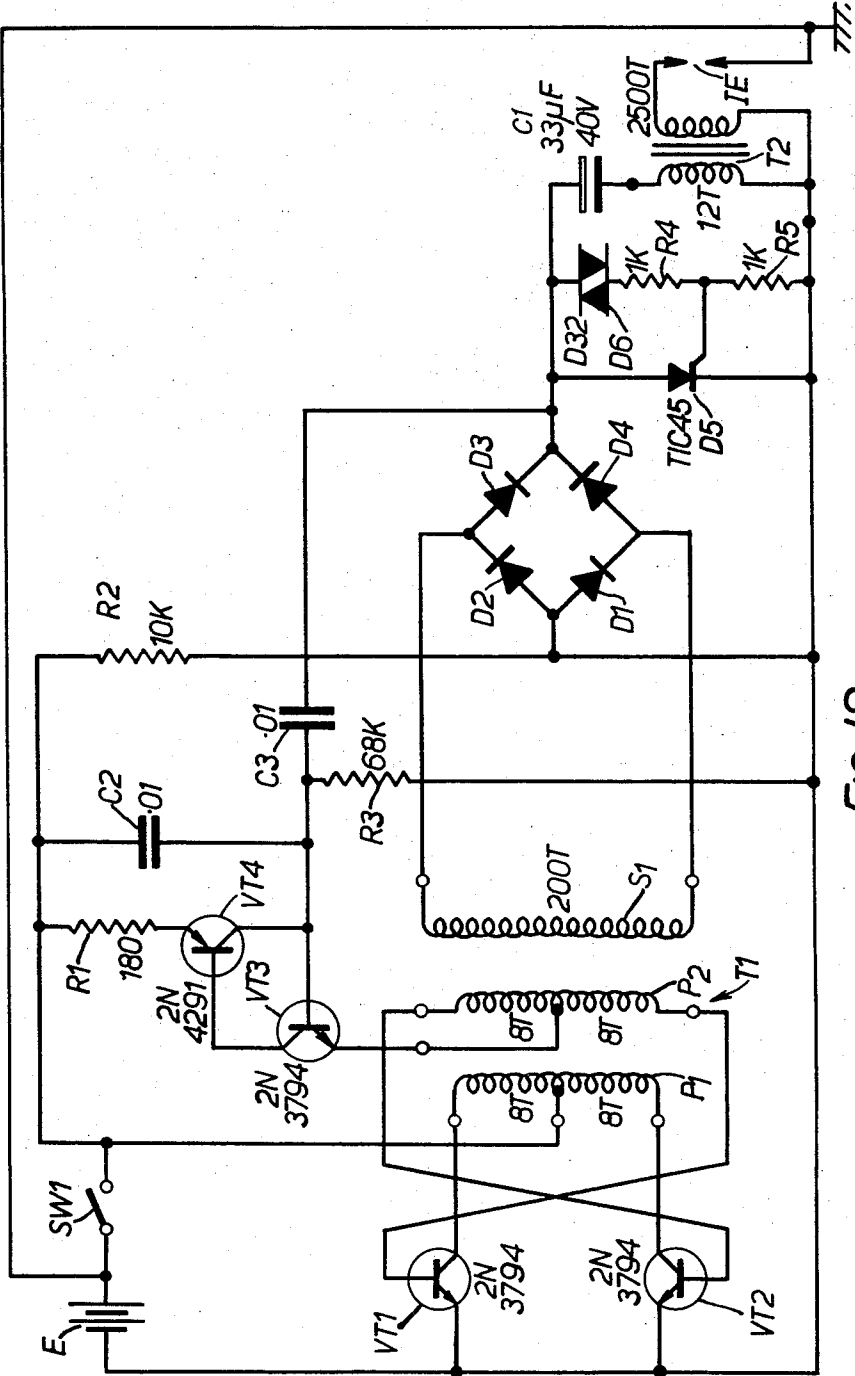 E
SW1
R1
180
C2
·01
R2
10K
2N
4291
VT4
VT3
2N
3794
C3 ·01
68K
R3
VT1
2N
3794
2N
3794
VT2
8T
8T
P1
8T
8T
P2
T1
200T
S1
D2
D3
D1
D4
TIC45
D5
D32
D6
1K
R4
1K
R5
C1
33µF
40V
12T
2500T
T2
IE